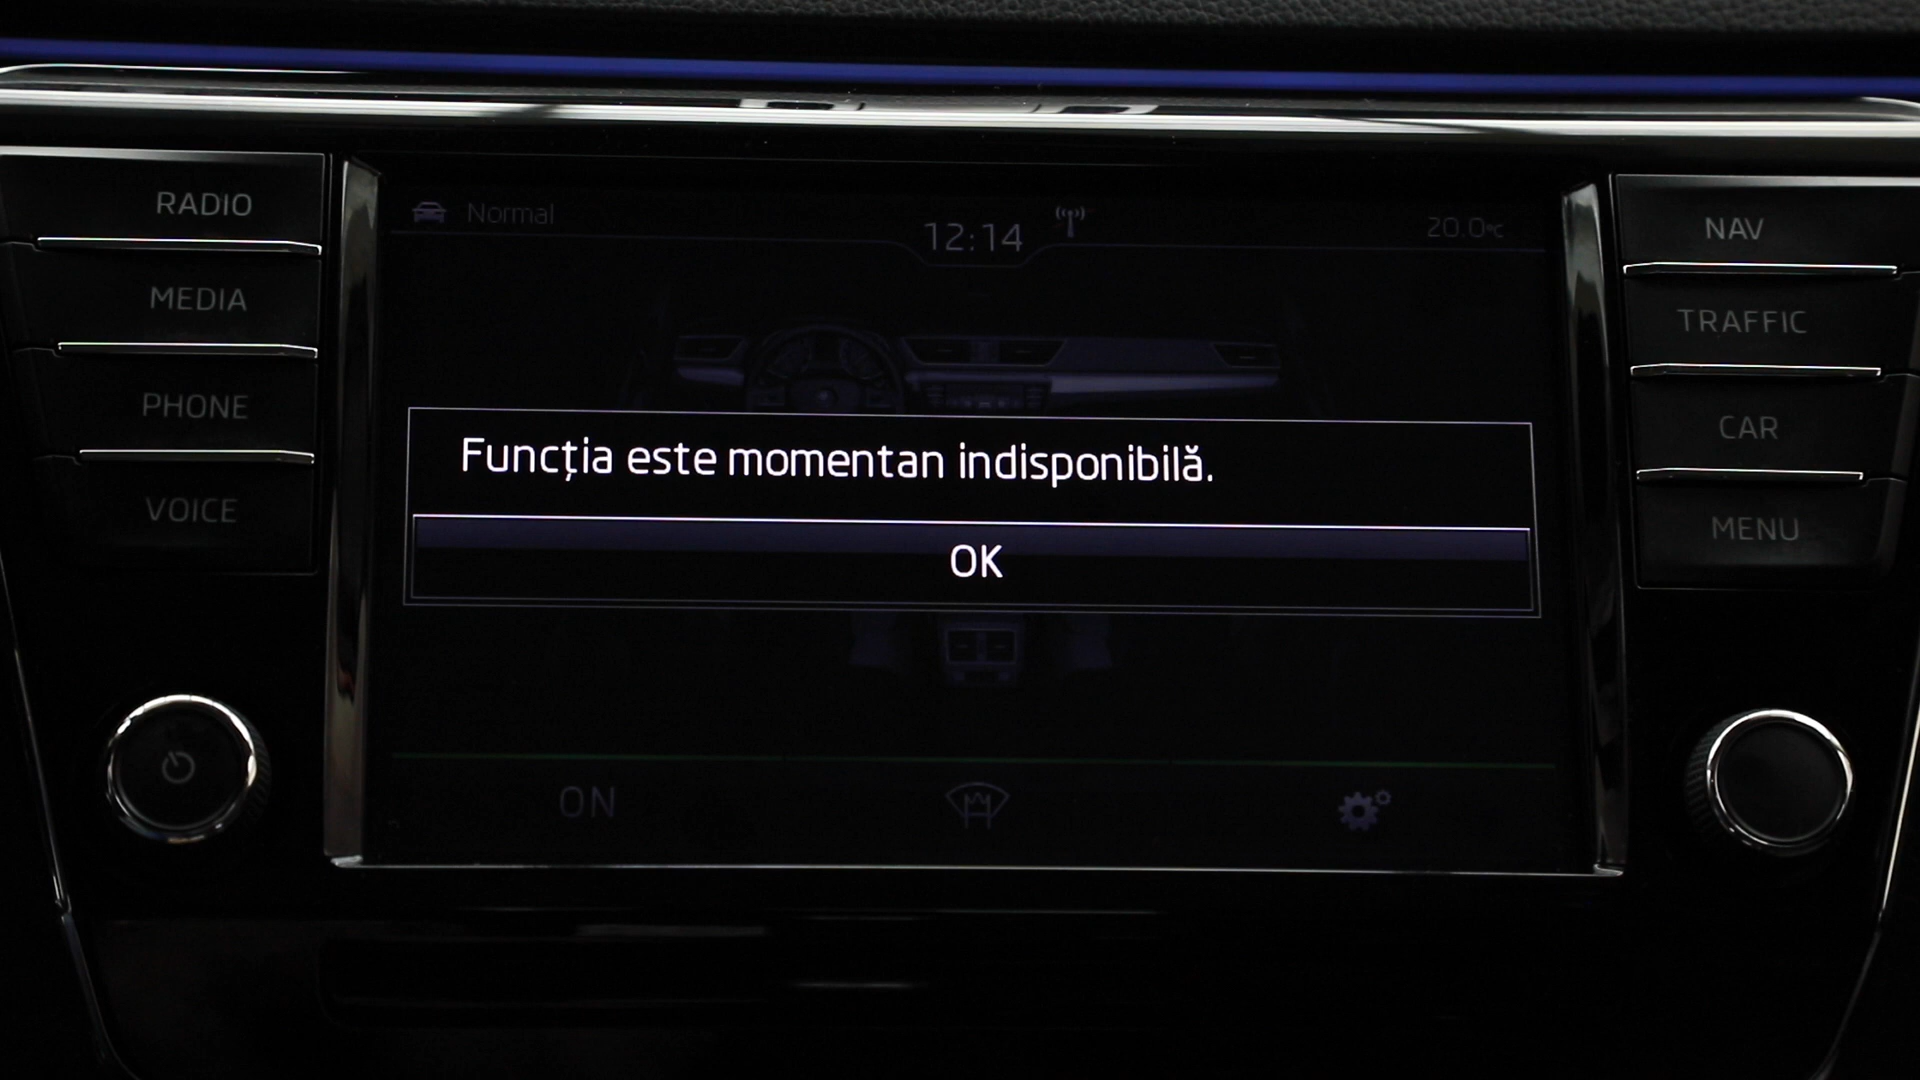 RADIO
MEDIA
PHONE
VOICE
Normal
12:14
20.0°C
Funcția este momentan indisponibilă.
OK
ON
NAV
TRAFFIC
CAR
MENU